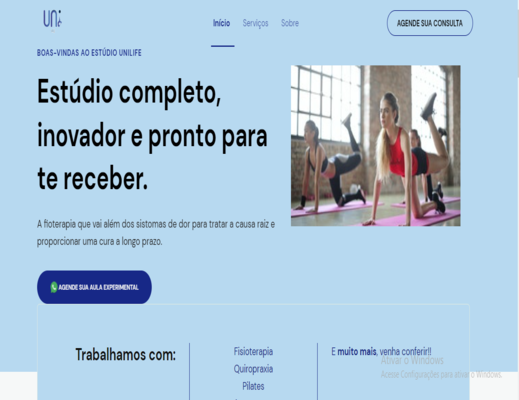 UNi
Início Serviços Sobre
AGENDE SUA CONSULTA
BOAS-VINDAS AO ESTÚDIO UNILIFE
Estúdio completo,
inovador e pronto para
te receber.
A fioterapia que vai além dos sistomas de dor para tratar a causa raiz e
proporcionar uma cura a longo prazo.
AGENDE SUA AULA EXPERIMENTAL
Trabalhamos com:
Fisioterapia
Quiropraxia
Pilates
E muito mais, venha conferir!!
Ativar o Windows
Acesse Configurações para ativar o Windows.